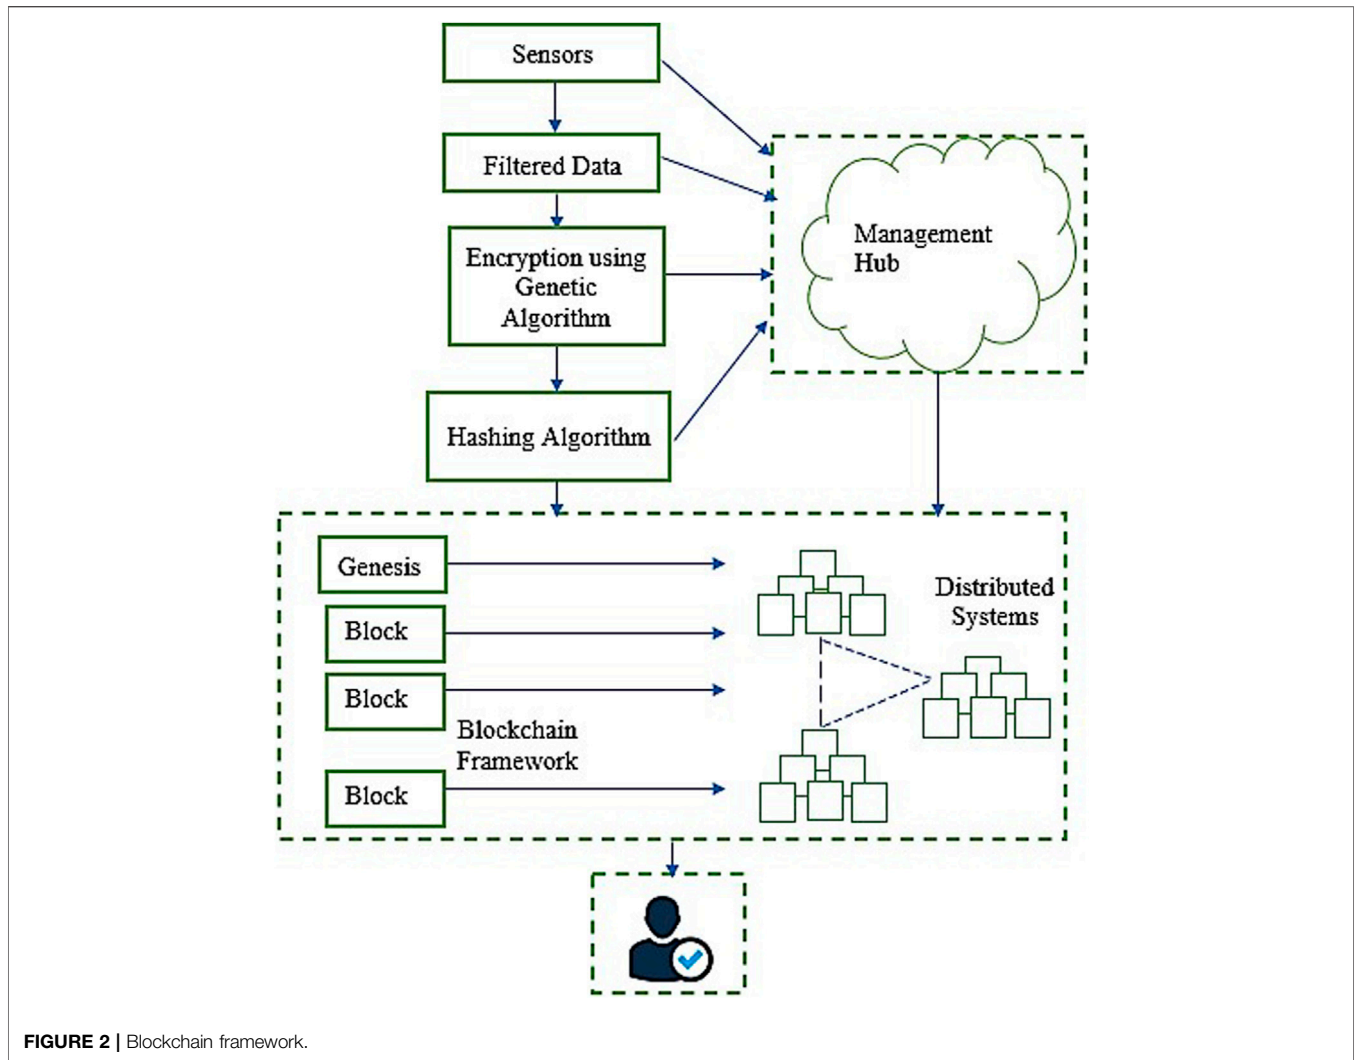 Sensors
Filtered Data
Encryption using
Genetic
Algorithm
Hashing Algorithm
Management
Hub
Genesis
Block
Block
Block
Blockchain
Framework
Distributed
Systems
FIGURE 2 | Blockchain framework.